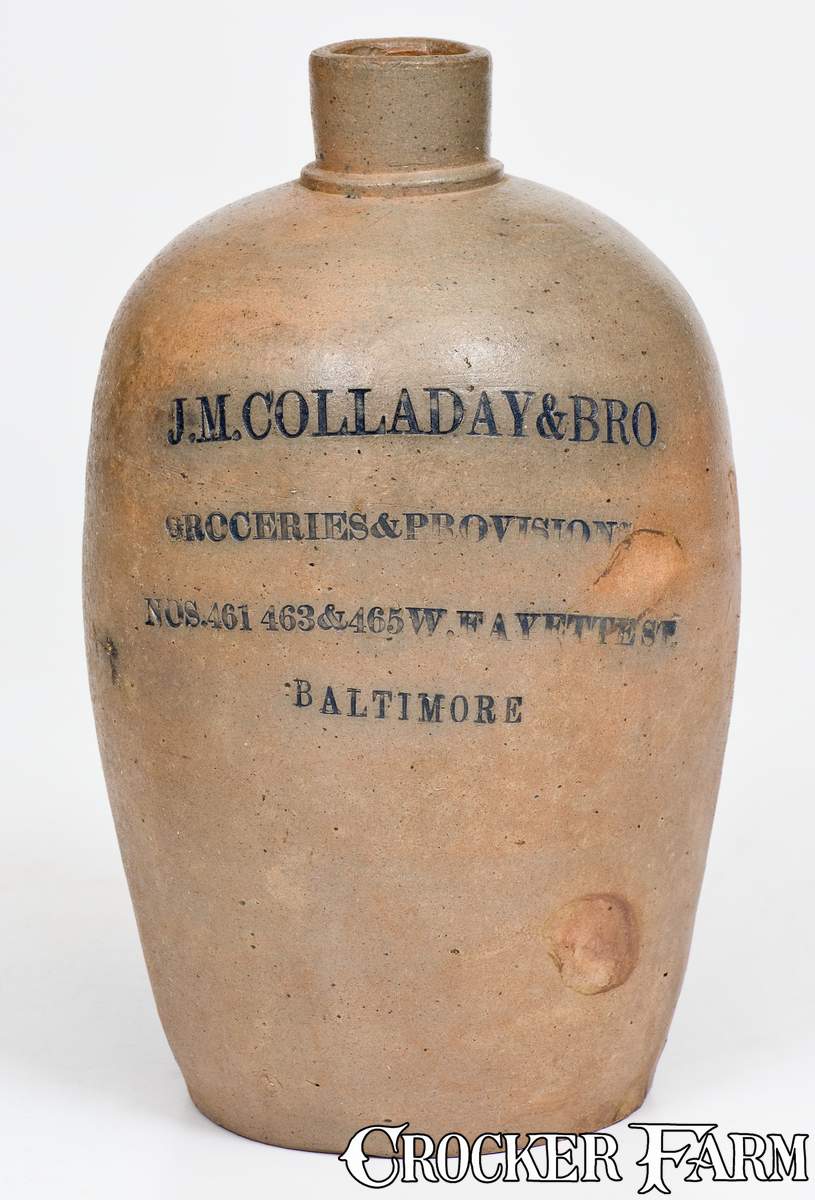 J.M.COLLADAY&BRO.
GROCERIES&PROVISIONS
NOS.461 463&465 W.FAYETTE ST.
BALTIMORE
CROCKER FARM